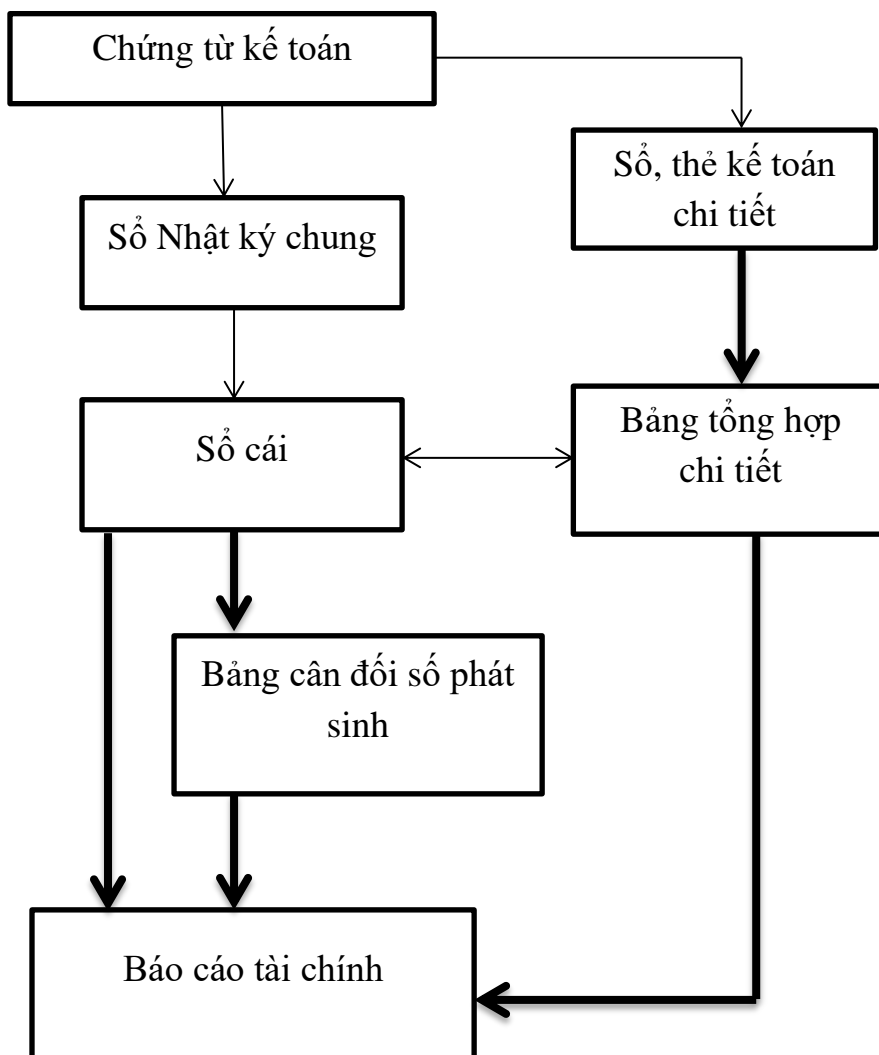 Chứng từ kế toán
Sổ, thẻ kế toán
chi tiết
Sổ Nhật ký chung
Sổ cái
Bảng tổng hợp
chi tiết
Bảng cân đối số phát
sinh
Báo cáo tài chính